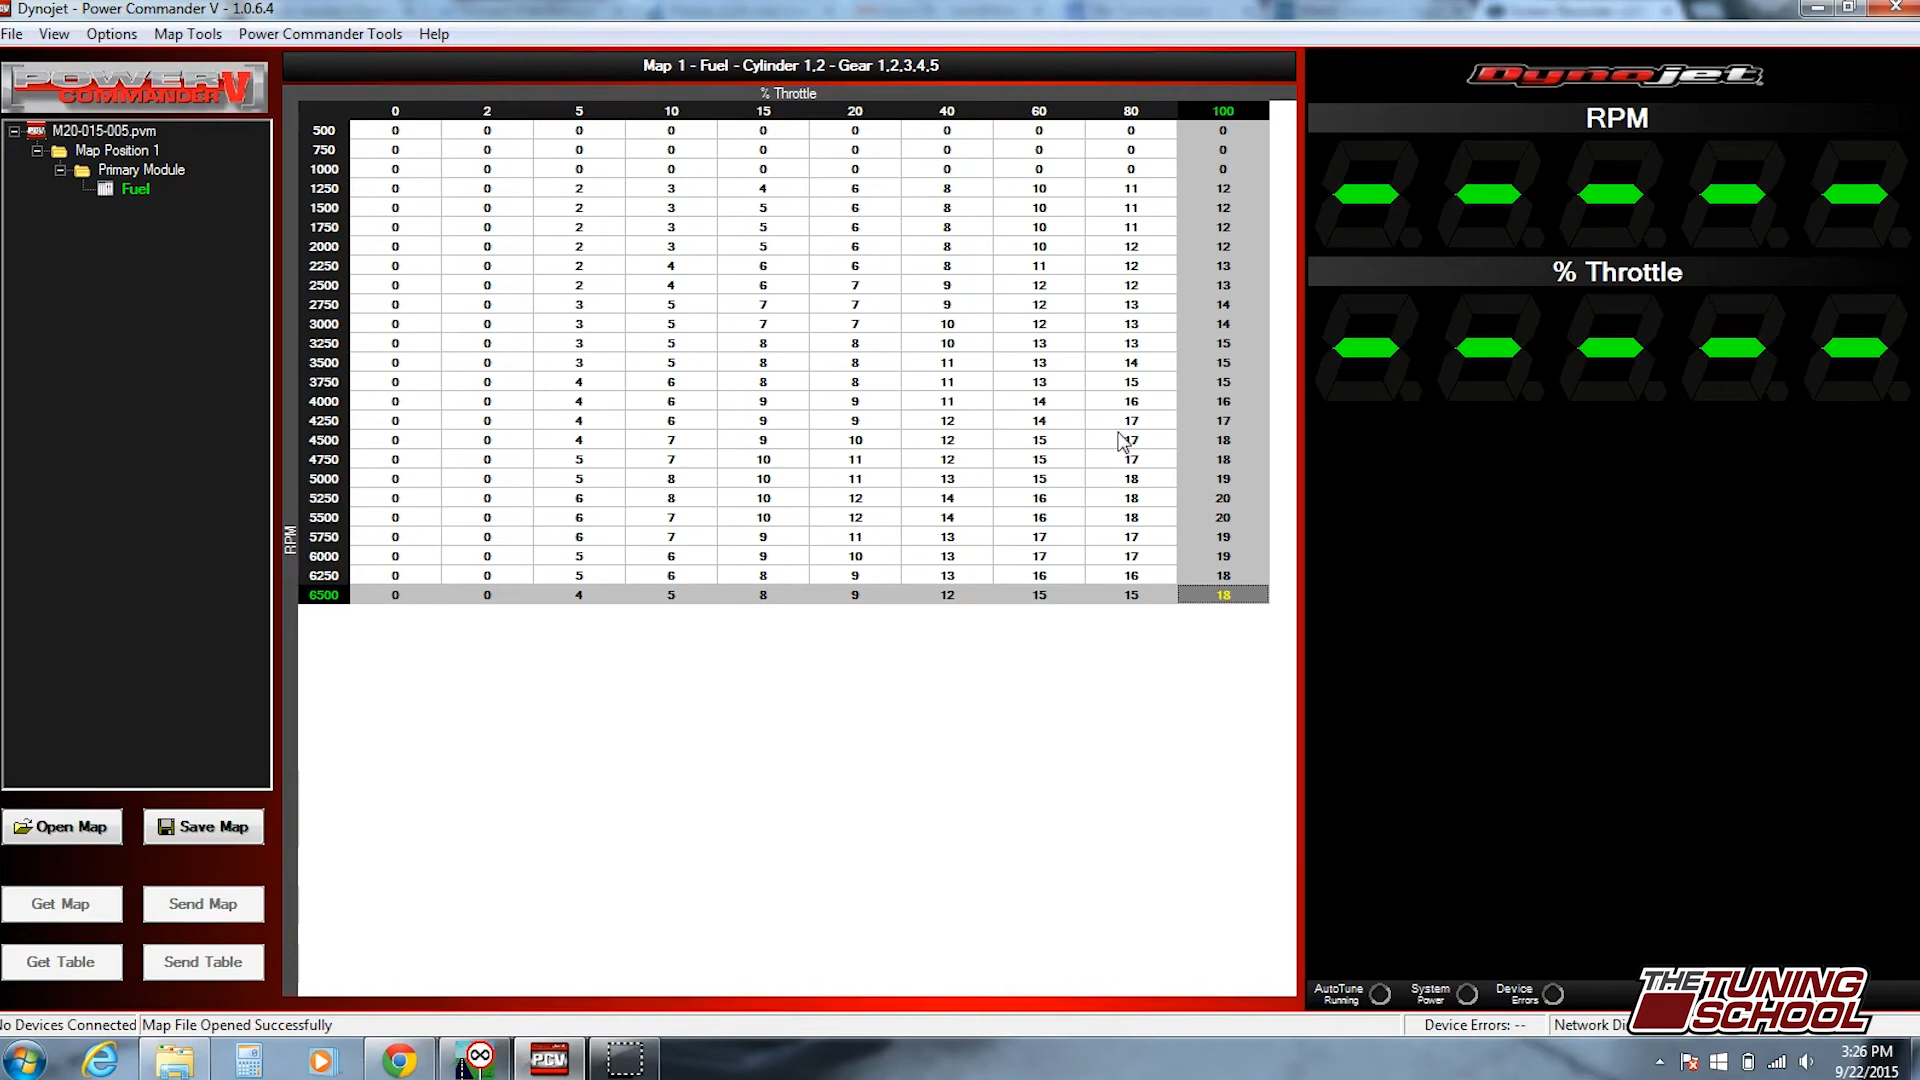 Dynojet - Power Commander V - 1.0.6.4
File View Options Map Tools Power Commander Tools Help
POWER COMMANDER V
M20-015-005.pvm
Map Position 1
Primary Module
Fuel
Map 1 - Fuel - Cylinder 1,2 - Gear 1,2,3,4,5
% Throttle
0 2 5 10 15 20 40 60 80 100
500 0 0 0 0 0 0 0 0 0 0
750 0 0 0 0 0 0 0 0 0 0
1000 0 0 0 0 0 0 0 0 0 0
1250 0 0 2 3 4 6 8 10 11 12
1500 0 0 2 3 5 6 8 10 11 12
1750 0 0 2 3 5 6 8 10 11 12
2000 0 0 2 3 5 6 8 10 12 12
2250 0 0 2 4 6 6 8 11 12 13
2500 0 0 2 4 6 7 9 12 12 13
2750 0 0 3 5 7 7 9 12 13 14
3000 0 0 3 5 7 7 10 12 13 14
3250 0 0 3 5 8 8 10 13 13 15
3500 0 0 3 5 8 8 11 13 14 15
3750 0 0 4 6 8 8 11 13 15 15
4000 0 0 4 6 9 9 11 14 16 16
4250 0 0 4 6 9 9 12 14 17 17
4500 0 0 4 7 9 10 12 15 17 18
4750 0 0 5 7 10 11 12 15 17 18
5000 0 0 5 8 10 11 13 15 18 19
5250 0 0 6 8 10 12 14 16 18 20
5500 0 0 6 7 10 12 14 16 18 20
5750 0 0 6 7 9 11 13 17 17 19
6000 0 0 5 6 9 10 13 17 17 19
6250 0 0 5 6 8 9 13 16 16 18
6500 0 0 4 5 8 9 12 15 15 18
RPM
Dynojet
RPM
% Throttle
Open Map Save Map
Get Map Send Map
Get Table Send Table
AutoTune Running System Power Device Errors
THE TUNING SCHOOL
No Devices Connected Map File Opened Successfully
Device Errors: -- Network
PCV
3:26 PM
9/22/2015